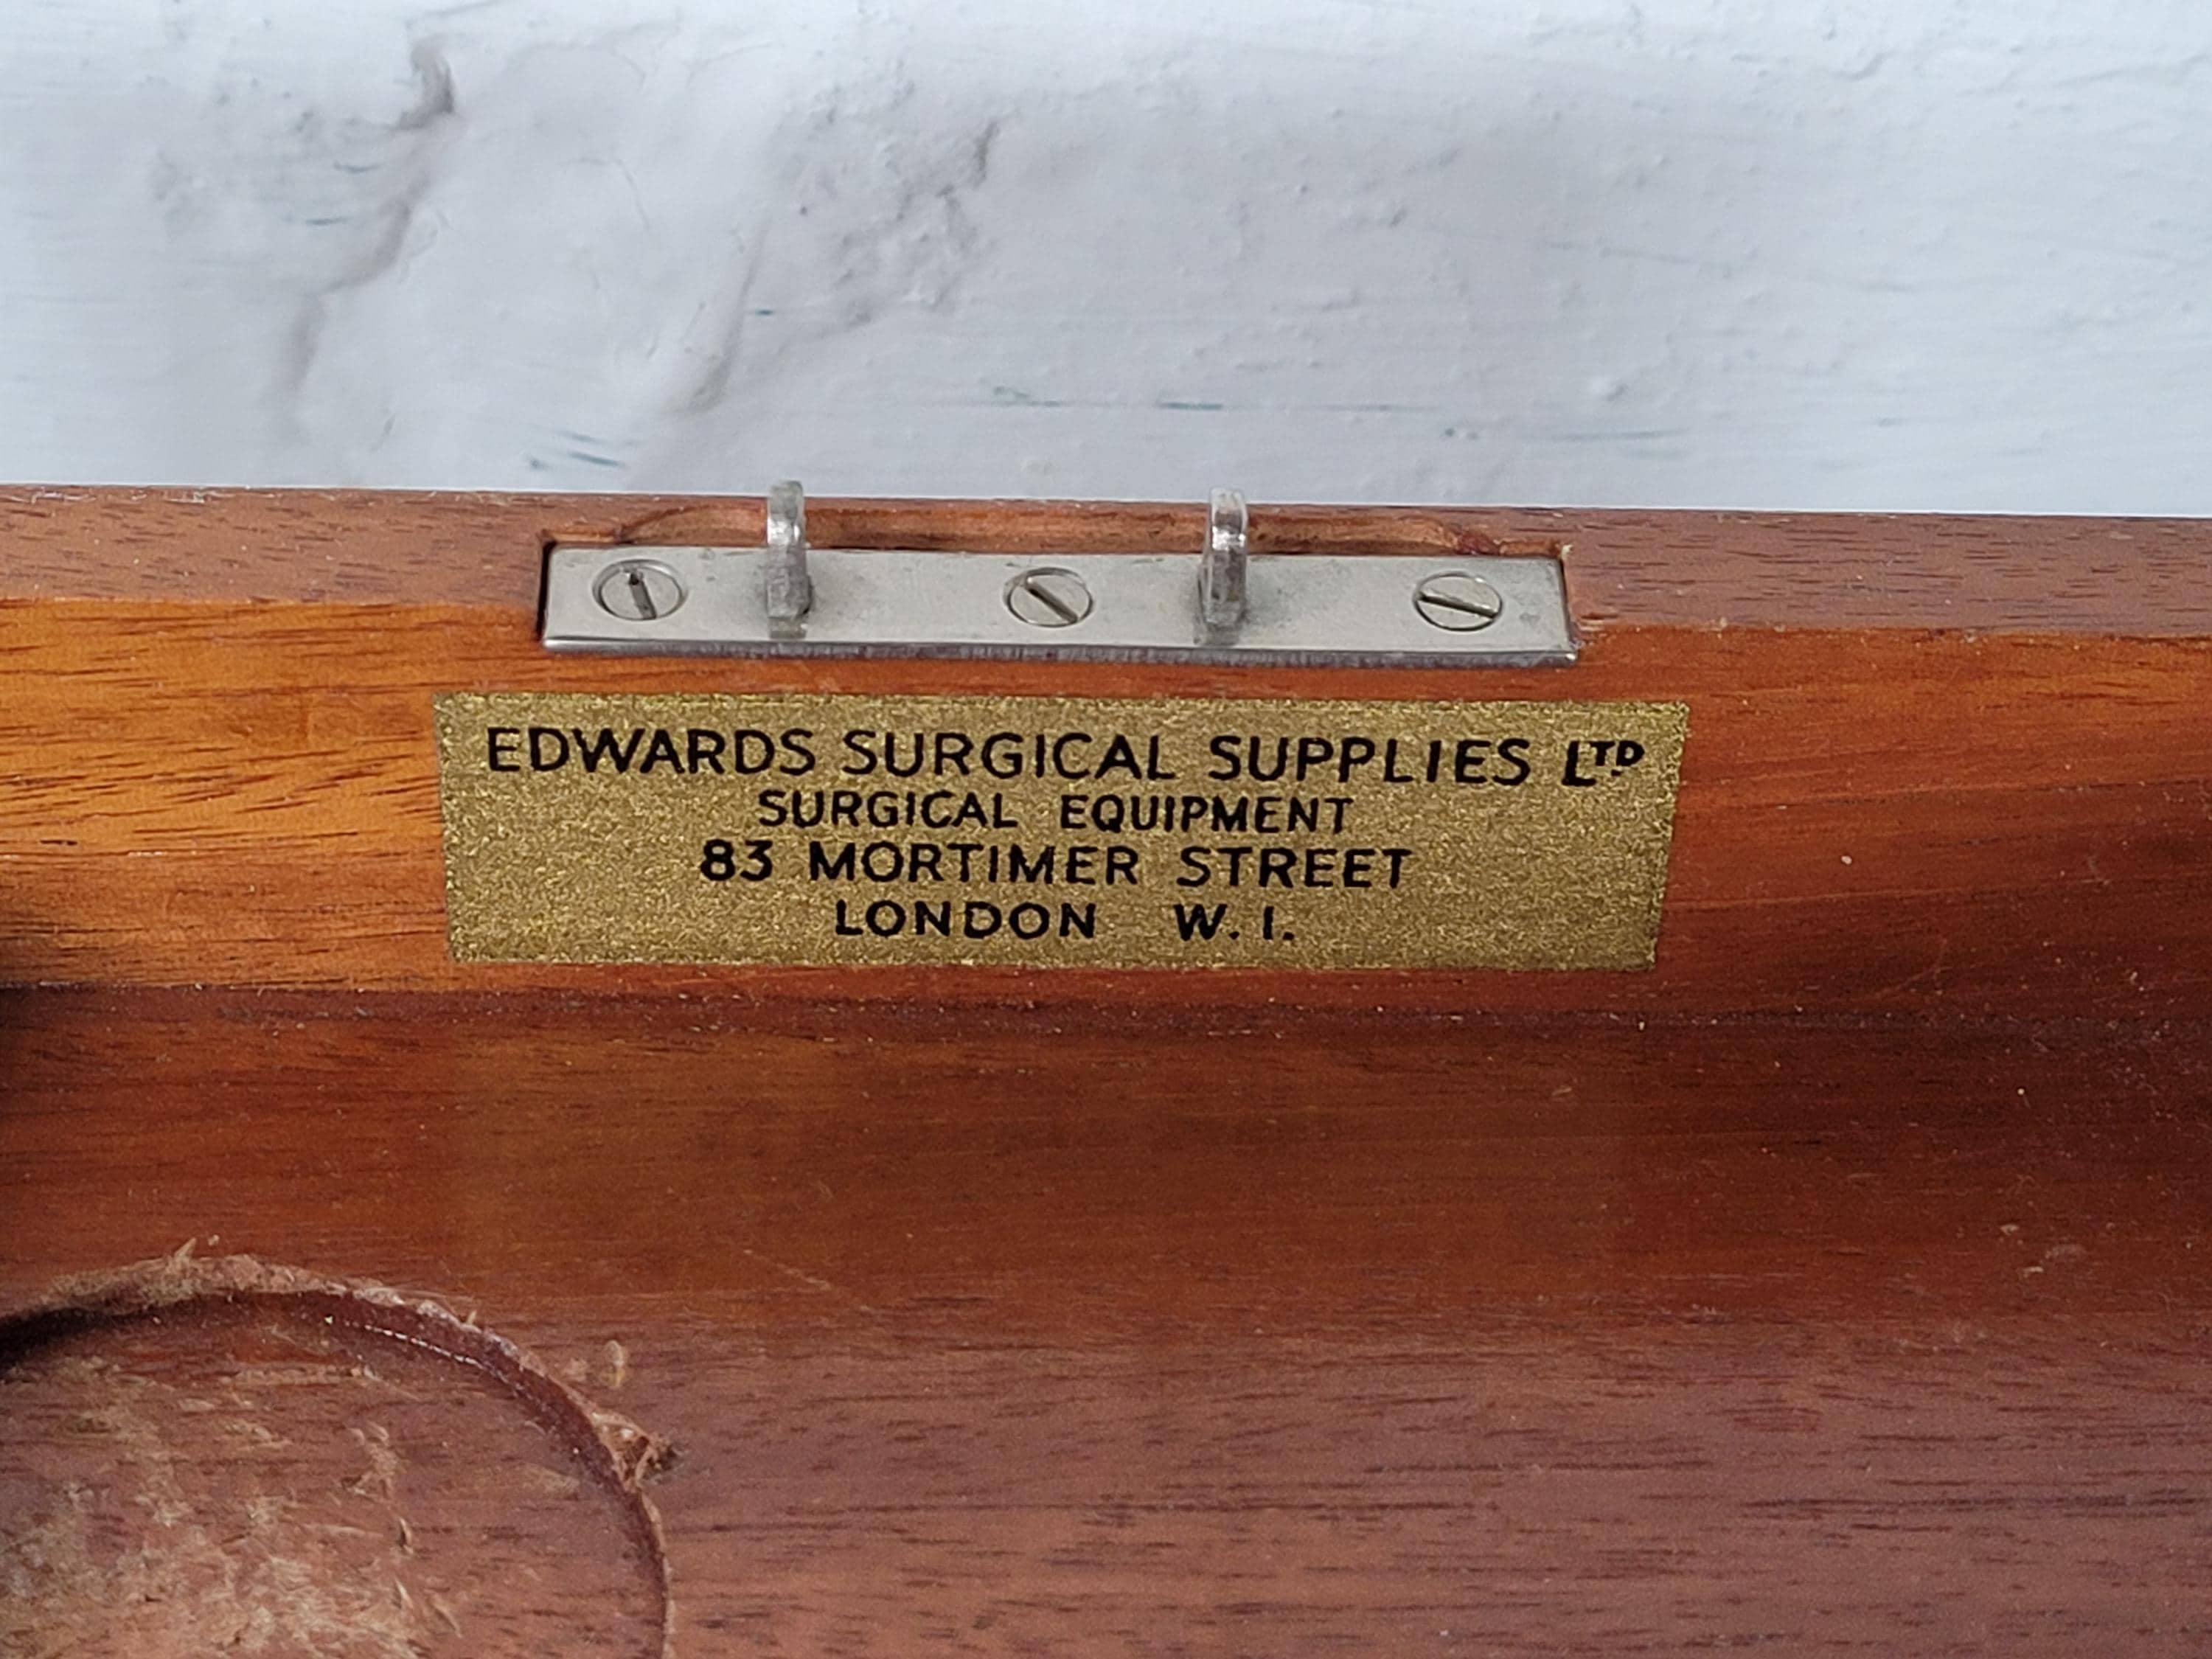 EDWARDS SURGICAL SUPPLIES LTD
SURGICAL EQUIPMENT
83 MORTIMER STREET
LONDON W.1.